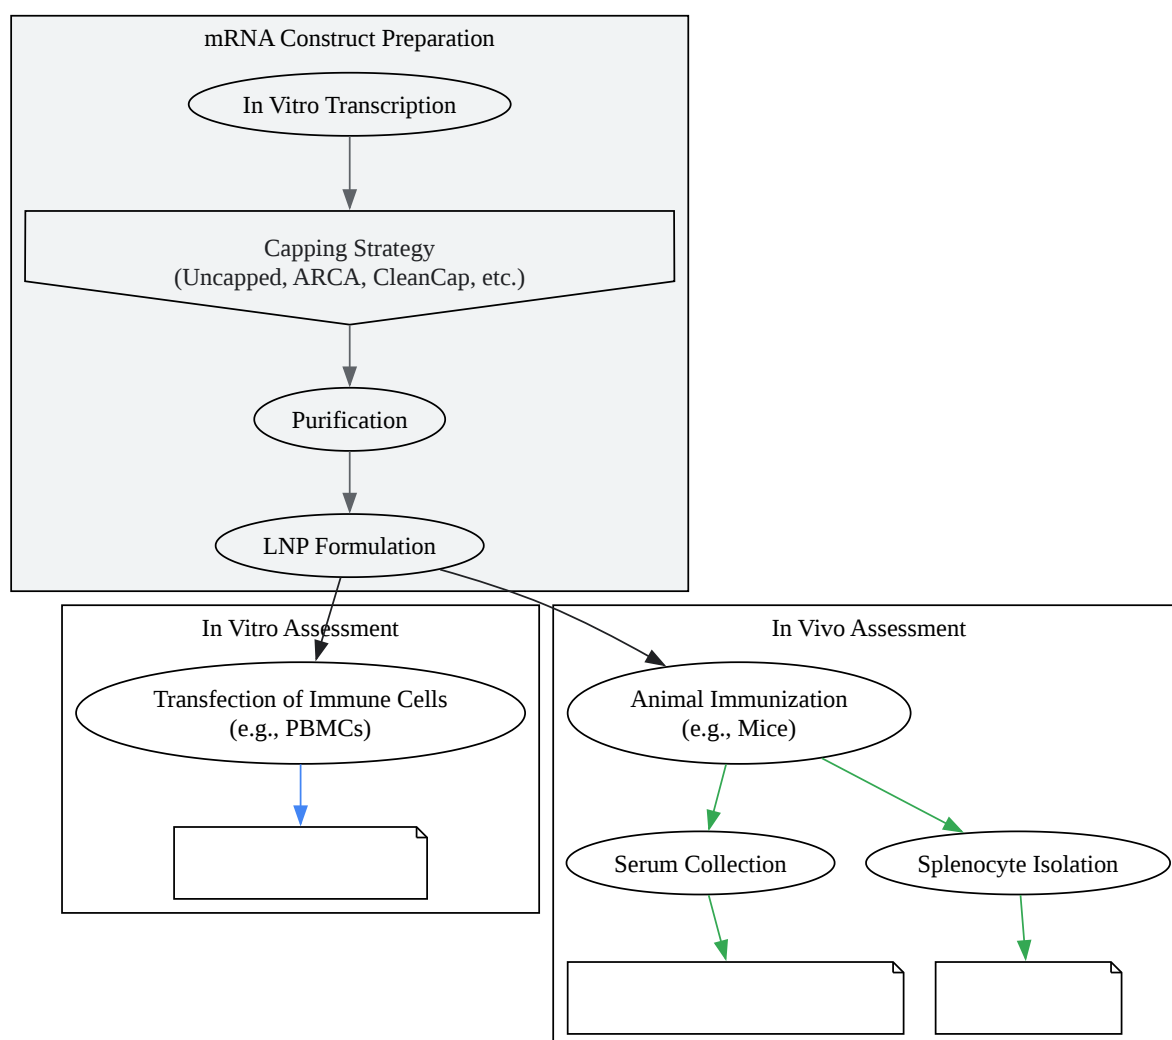 mRNA Construct Preparation
In Vitro Transcription
Capping Strategy
(Uncapped, ARCA, CleanCap, etc.)
Purification
LNP Formulation
In Vitro Assessment
Transfection of Immune Cells
(e.g., PBMCs)
In Vivo Assessment
Animal Immunization
(e.g., Mice)
Serum Collection
Splenocyte Isolation